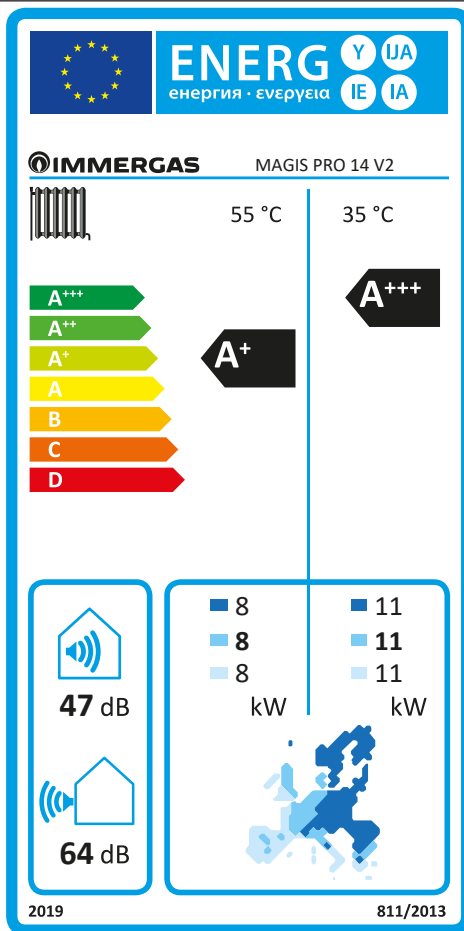 ENERG Y IJA
енергия · ενεργεια IE IA
IMMERGAS MAGIS PRO 14 V2
55 °C 35 °C
A+++ A+++
A++
A+ A+
A
B
C
D
8 11
8 11
8 11
kW kW
47 dB
64 dB
2019 811/2013